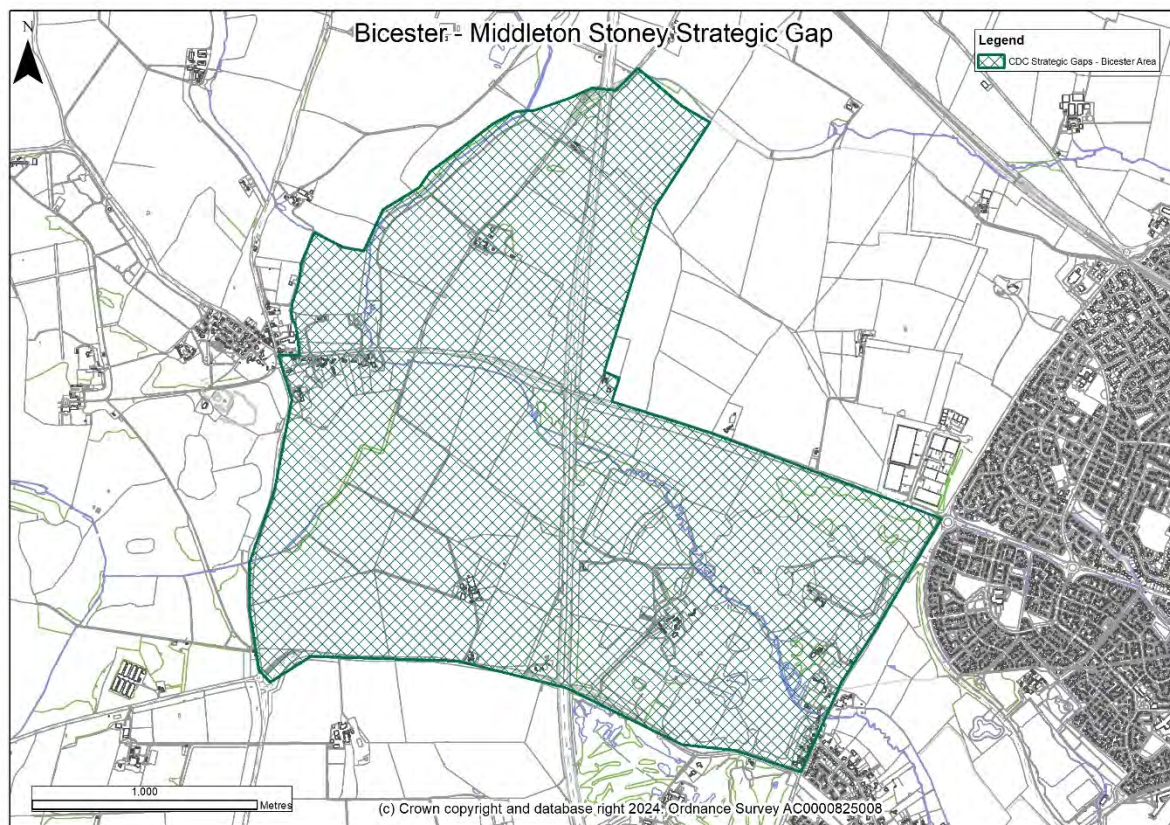 Bicester - Middleton Stoney Strategic Gap
N
Legend
CDC Strategic Gaps - Bicester Area
1,000
Metres
(c) Crown copyright and database right 2024. Ordnance Survey AC0000825008